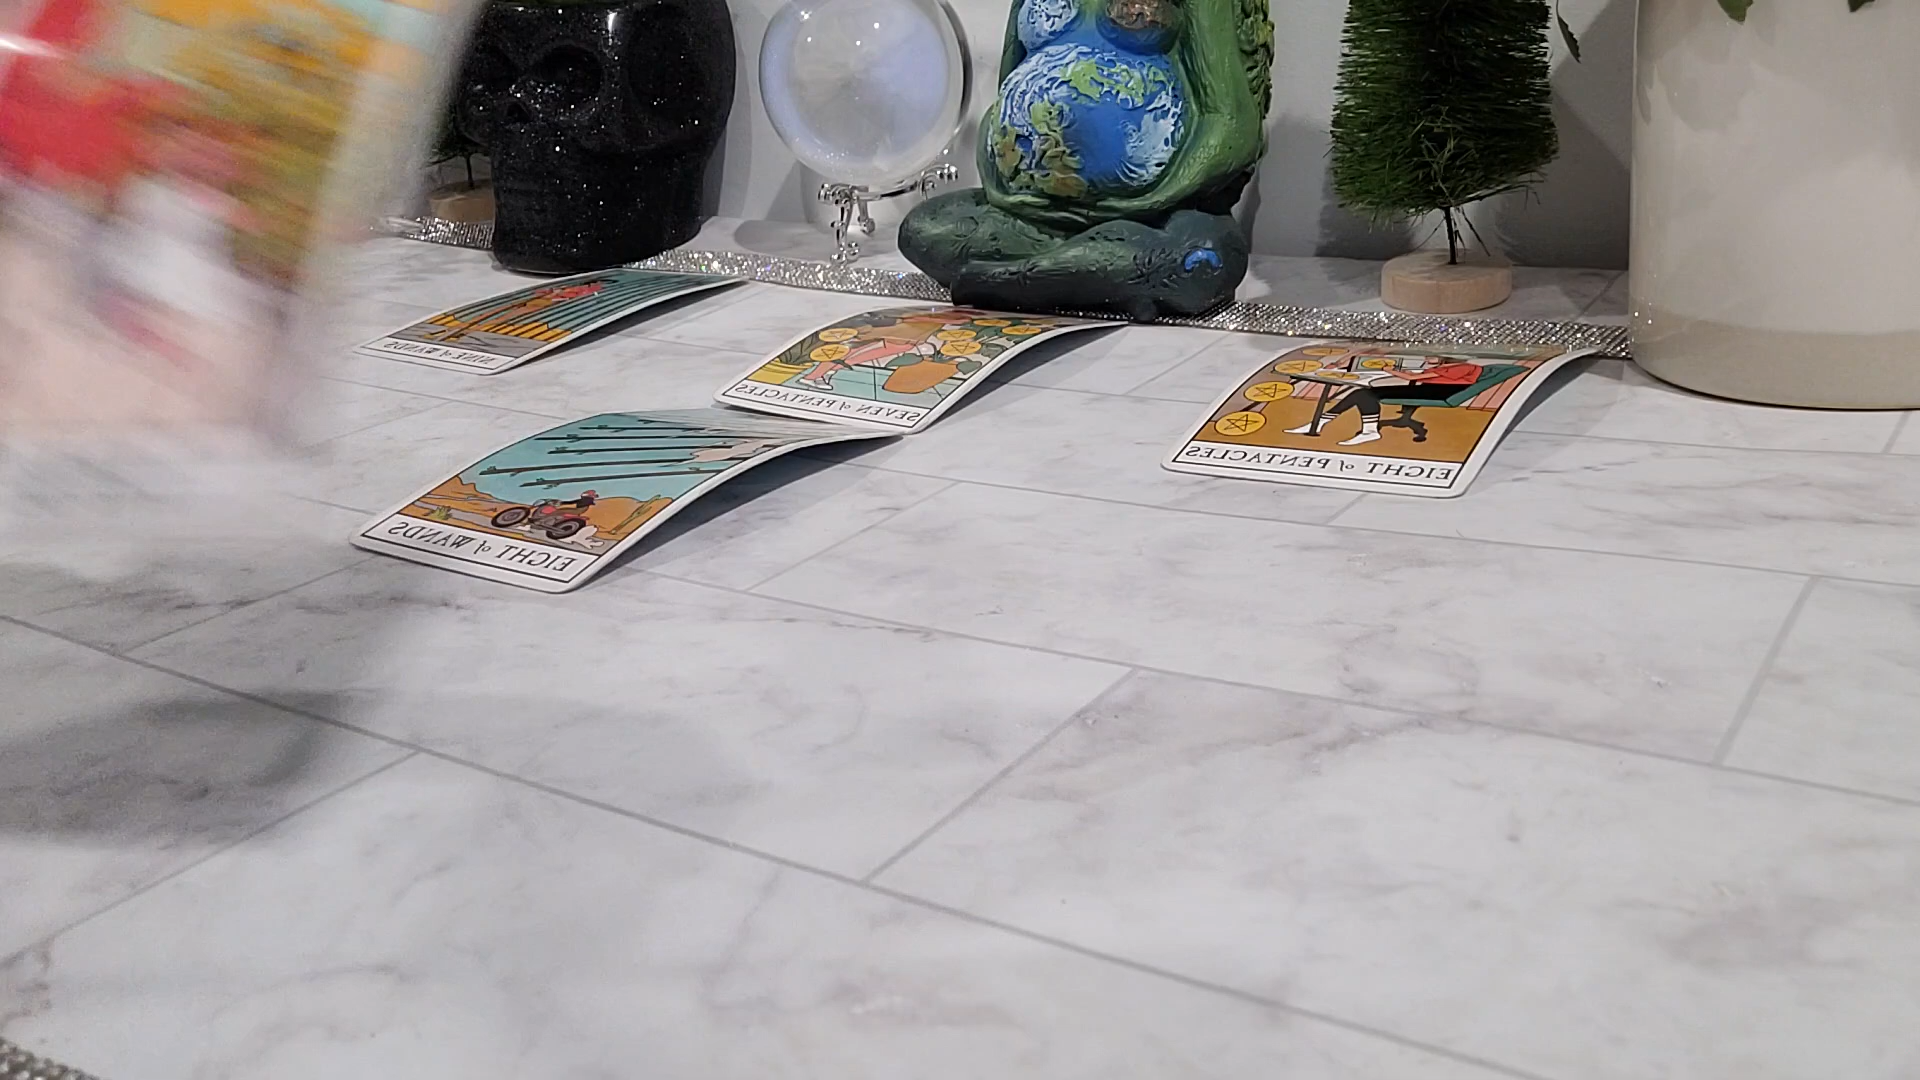 NINE of WANDS
SEVEN of PENTACLES
EIGHT of PENTACLES
EIGHT of WANDS